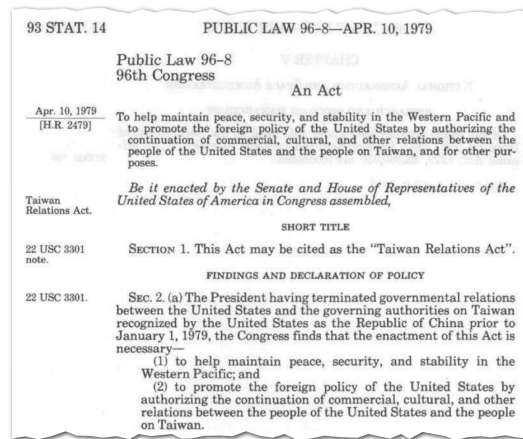 93 STAT. 14
PUBLIC LAW 96-8—APR. 10, 1979
Public Law 96-8
96th Congress
An Act
Apr. 10, 1979
[H.R. 2479]
To help maintain peace, security, and stability in the Western Pacific and
to promote the foreign policy of the United States by authorizing the
continuation of commercial, cultural, and other relations between the
people of the United States and the people on Taiwan, and for other pur-
poses.
Be it enacted by the Senate and House of Representatives of the
Taiwan
Relations Act.
United States of America in Congress assembled,
SHORT TITLE
22 USC 3301
note.
SECTION 1. This Act may be cited as the "Taiwan Relations Act".
FINDINGS AND DECLARATION OF POLICY
22 USC 3301.
SEC. 2. (a) The President having terminated governmental relations
between the United States and the governing authorities on Taiwan
recognized by the United States as the Republic of China prior to
January 1, 1979, the Congress finds that the enactment of this Act is
necessary—
(1) to help maintain peace, security, and stability in the
Western Pacific; and
(2) to promote the foreign policy of the United States by
authorizing the continuation of commercial, cultural, and other
relations between the people of the United States and the people
on Taiwan.